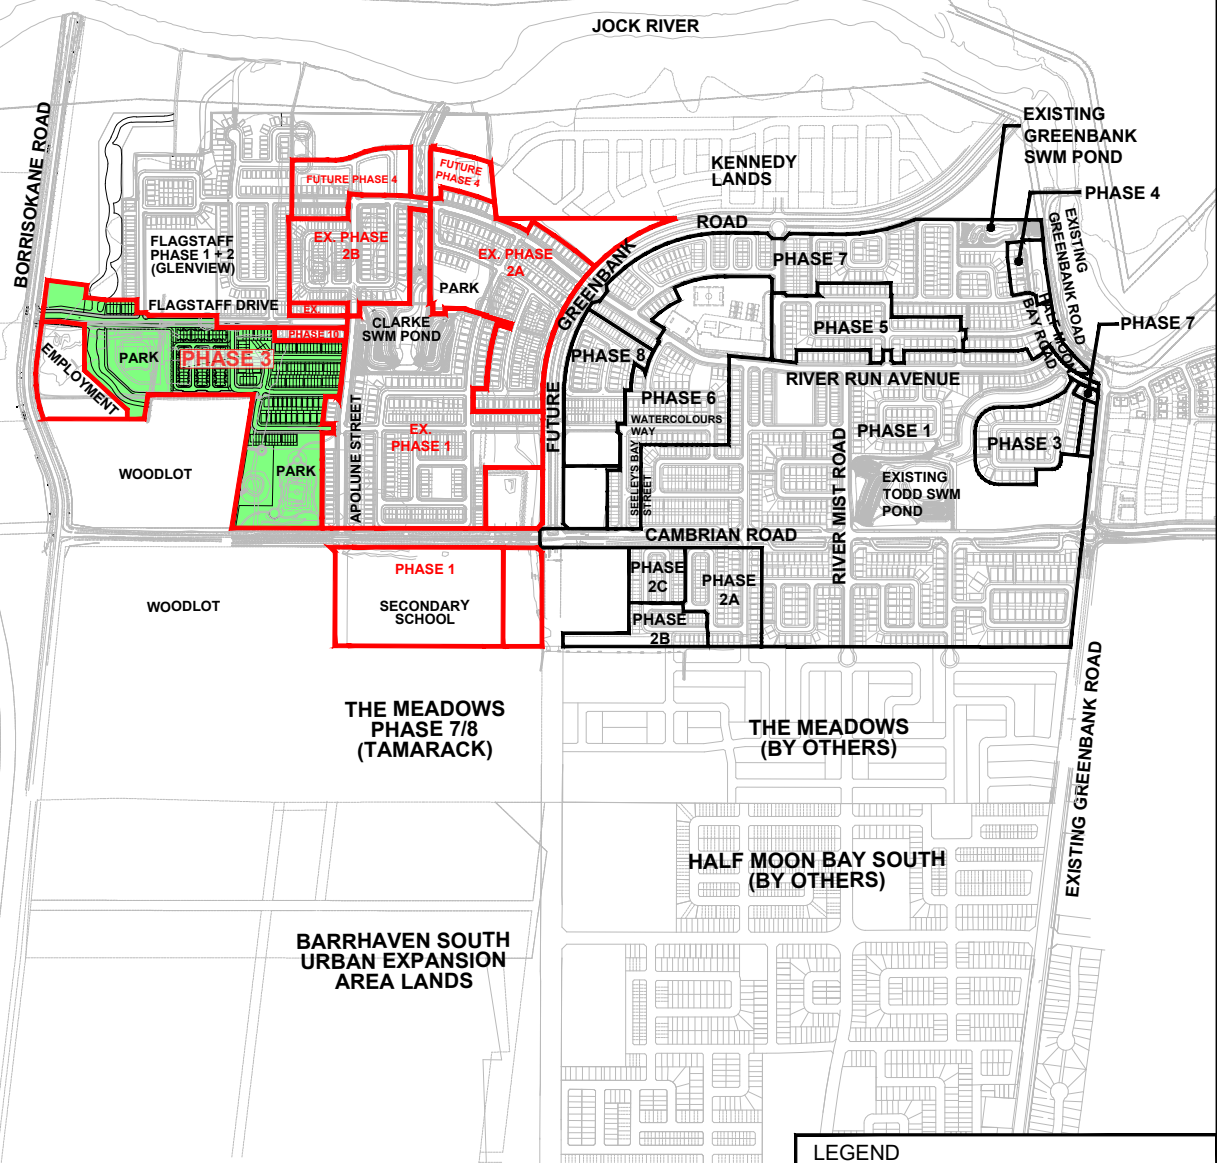 JOCK RIVER
BORRISOKANE ROAD
EXISTING
GREENBANK
SWM POND
KENNEDY
LANDS
FUTURE
PHASE 4
FUTURE PHASE 4
PHASE 4
ROAD
EXISTING
GREENBANK ROAD
EX. PHASE
2B
EX. PHASE
2A
FLAGSTAFF
PHASE 1 + 2
(GLENVIEW)
GREENBANK
PHASE 7
PARK
FLAGSTAFF DRIVE
EX.
PHASE 10
HALF MOON
BAY ROAD
CLARKE
SWM POND
PHASE 5
PHASE 7
EMPLOYMENT
PARK
PHASE 3
PHASE 8
RIVER RUN AVENUE
PHASE 6
WATERCOLOURS
WAY
FUTURE
APOLUNE STREET
EX.
PHASE 1
PHASE 1
PHASE 3
WOODLOT
PARK
SEELEY'S BAY
STREET
RIVER MIST ROAD
EXISTING
TODD SWM
POND
CAMBRIAN ROAD
PHASE 1
SECONDARY
SCHOOL
PHASE
2C
PHASE
2A
PHASE
2B
WOODLOT
THE MEADOWS
PHASE 7/8
(TAMARACK)
THE MEADOWS
(BY OTHERS)
EXISTING GREENBANK ROAD
HALF MOON BAY SOUTH
(BY OTHERS)
BARRHAVEN SOUTH
URBAN EXPANSION
AREA LANDS
LEGEND